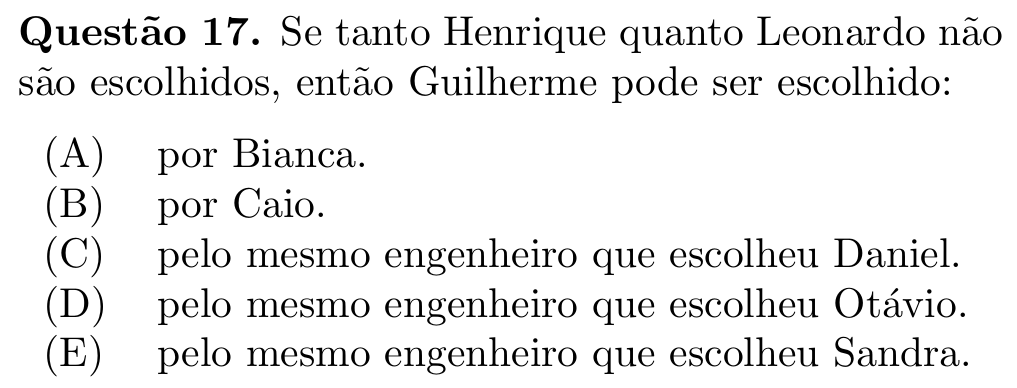 Questão 17. Se tanto Henrique quanto Leonardo não
são escolhidos, então Guilherme pode ser escolhido:
(A) por Bianca.
(B) por Caio.
(C) pelo mesmo engenheiro que escolheu Daniel.
(D) pelo mesmo engenheiro que escolheu Otávio.
(E) pelo mesmo engenheiro que escolheu Sandra.